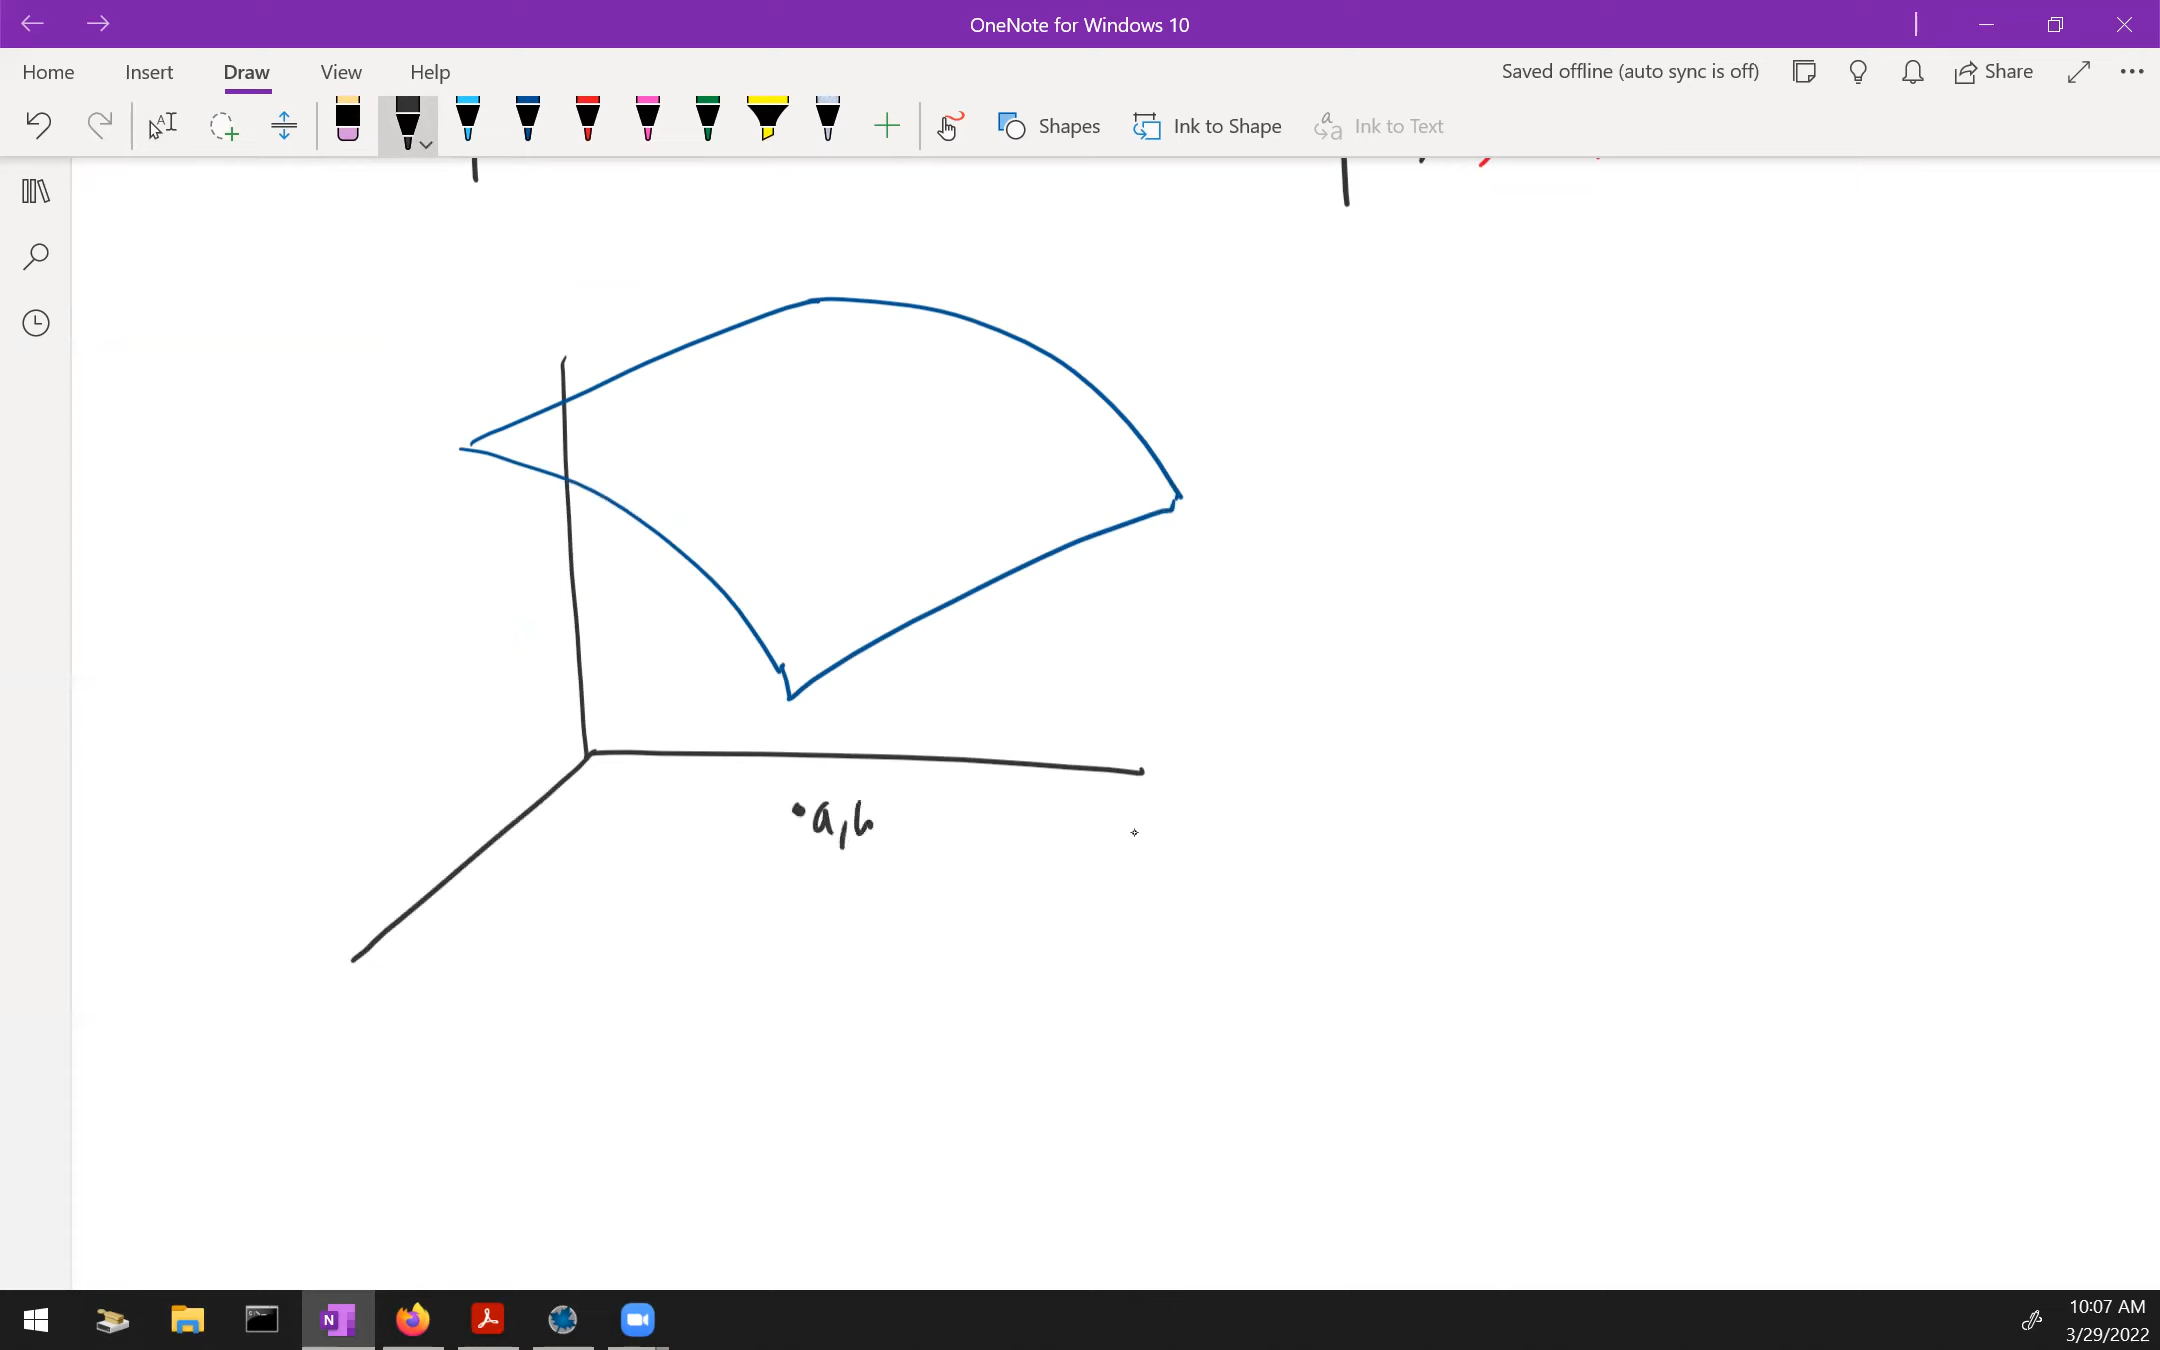 OneNote for Windows 10
Home Insert Draw View Help
Saved offline (auto sync is off) Share
Shapes Ink to Shape Ink to Text
a,b
10:07 AM
3/29/2022